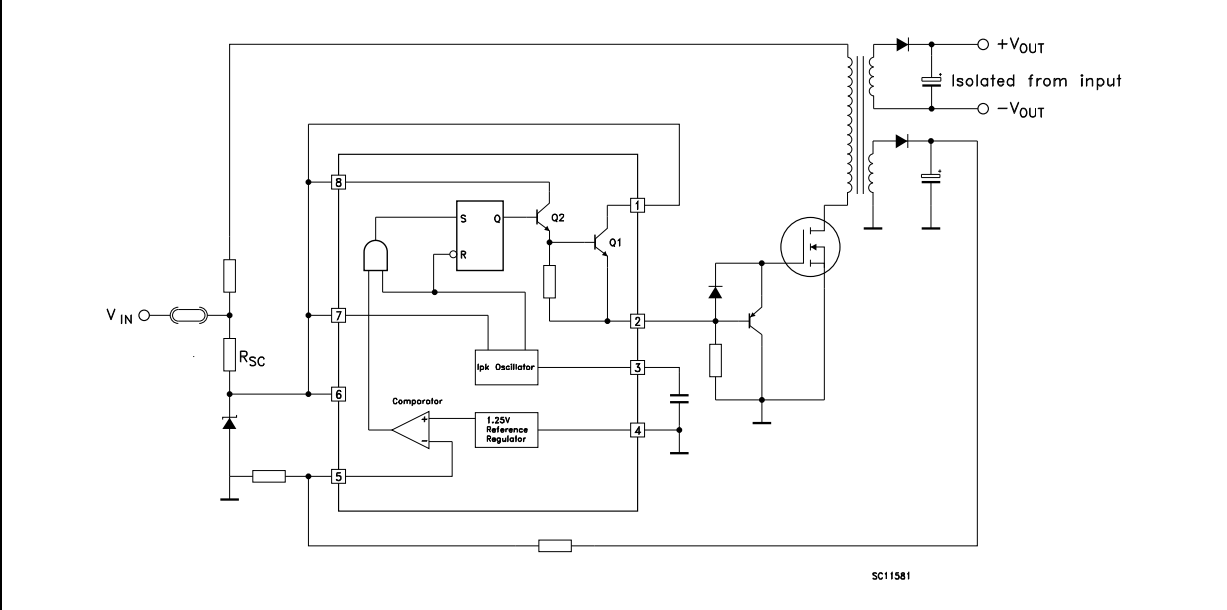 +VOUT
Isolated from input
−VOUT
8
1
S Q
Q2
Q1
R
VIN
7
2
RSC
Ipk Oscillator
3
6
Comparator
+
−
1.25V
Reference
Regulator
4
5
SC11581